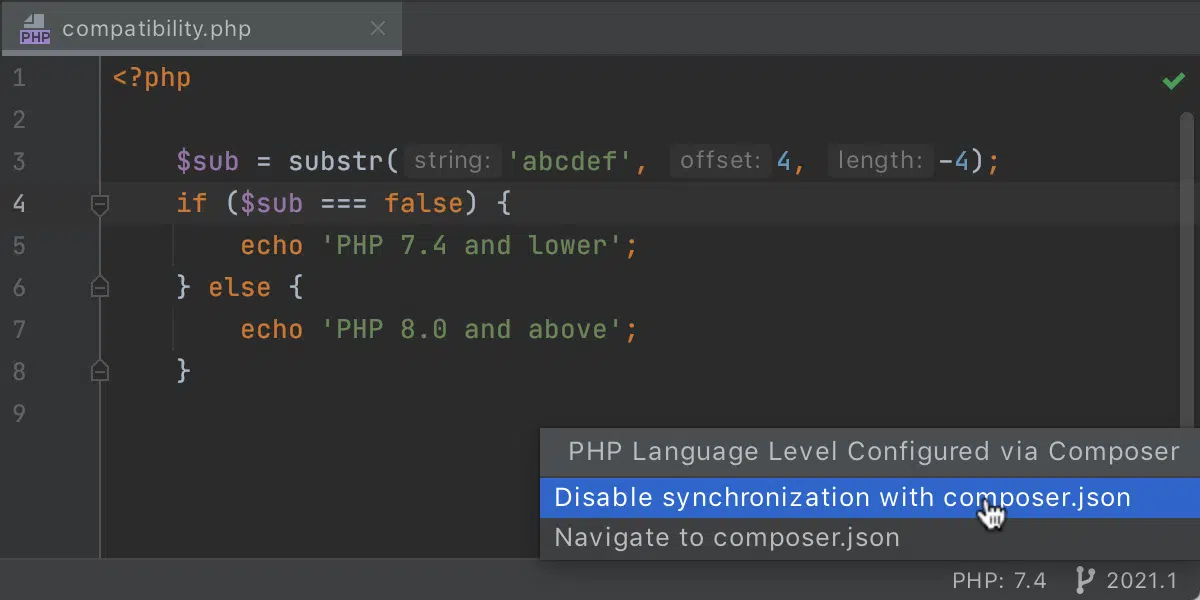 PHP compatibility.php
1 <?php
2
3 $sub = substr( string: 'abcdef', offset: 4, length: -4);
4 if ($sub === false) {
5 echo 'PHP 7.4 and lower';
6 } else {
7 echo 'PHP 8.0 and above';
8 }
9
PHP Language Level Configured via Composer
Disable synchronization with composer.json
Navigate to composer.json
PHP: 7.4 2021.1